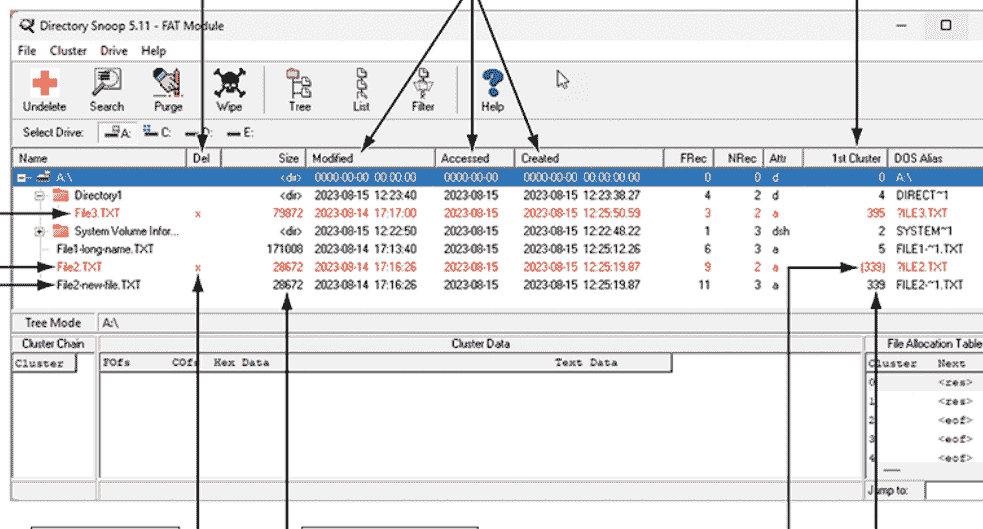 Directory Snoop 5.11 - FAT Module
File Cluster Drive Help
Undelete Search Purge Wipe Tree List Filter Help
Select Drive: A: C: D: E:
Name Del Size Modified Accessed Created FRec NRec Attr 1st Cluster DOS Alias
A:\ <dir> 0000-00-00 00:00:00 0000-00-00 0000-00-00 00:00:00.00 0 0 d 0 A:\
Directory1 <dir> 2023-08-15 12:23:40 2023-08-15 2023-08-15 12:23:38.27 4 2 d 4 DIRECT~1
File3.TXT x 79872 2023-08-14 17:17:00 2023-08-15 2023-08-15 12:25:50.59 3 2 a 395 ?ILE3.TXT
System Volume Infor... <dir> 2023-08-15 12:22:50 2023-08-15 2023-08-15 12:22:48.22 1 3 dsh 2 SYSTEM~1
File1-long-name.TXT 171008 2023-08-14 17:13:40 2023-08-15 2023-08-15 12:25:12.26 6 3 a 5 FILE1-~1.TXT
File2.TXT x 28672 2023-08-14 17:16:26 2023-08-15 2023-08-15 12:25:19.87 9 2 a (339) ?ILE2.TXT
File2-new-file.TXT 28672 2023-08-14 17:16:26 2023-08-15 2023-08-15 12:25:19.87 11 3 a 339 FILE2-~1.TXT
Tree Mode A:\
Cluster Chain Cluster Data File Allocation Table
Cluster FOfs COfs Hex Data Text Data Cluster Next
0 <res>
1 <res>
2 <eof>
3 <eof>
4 <eof>
Jump to: